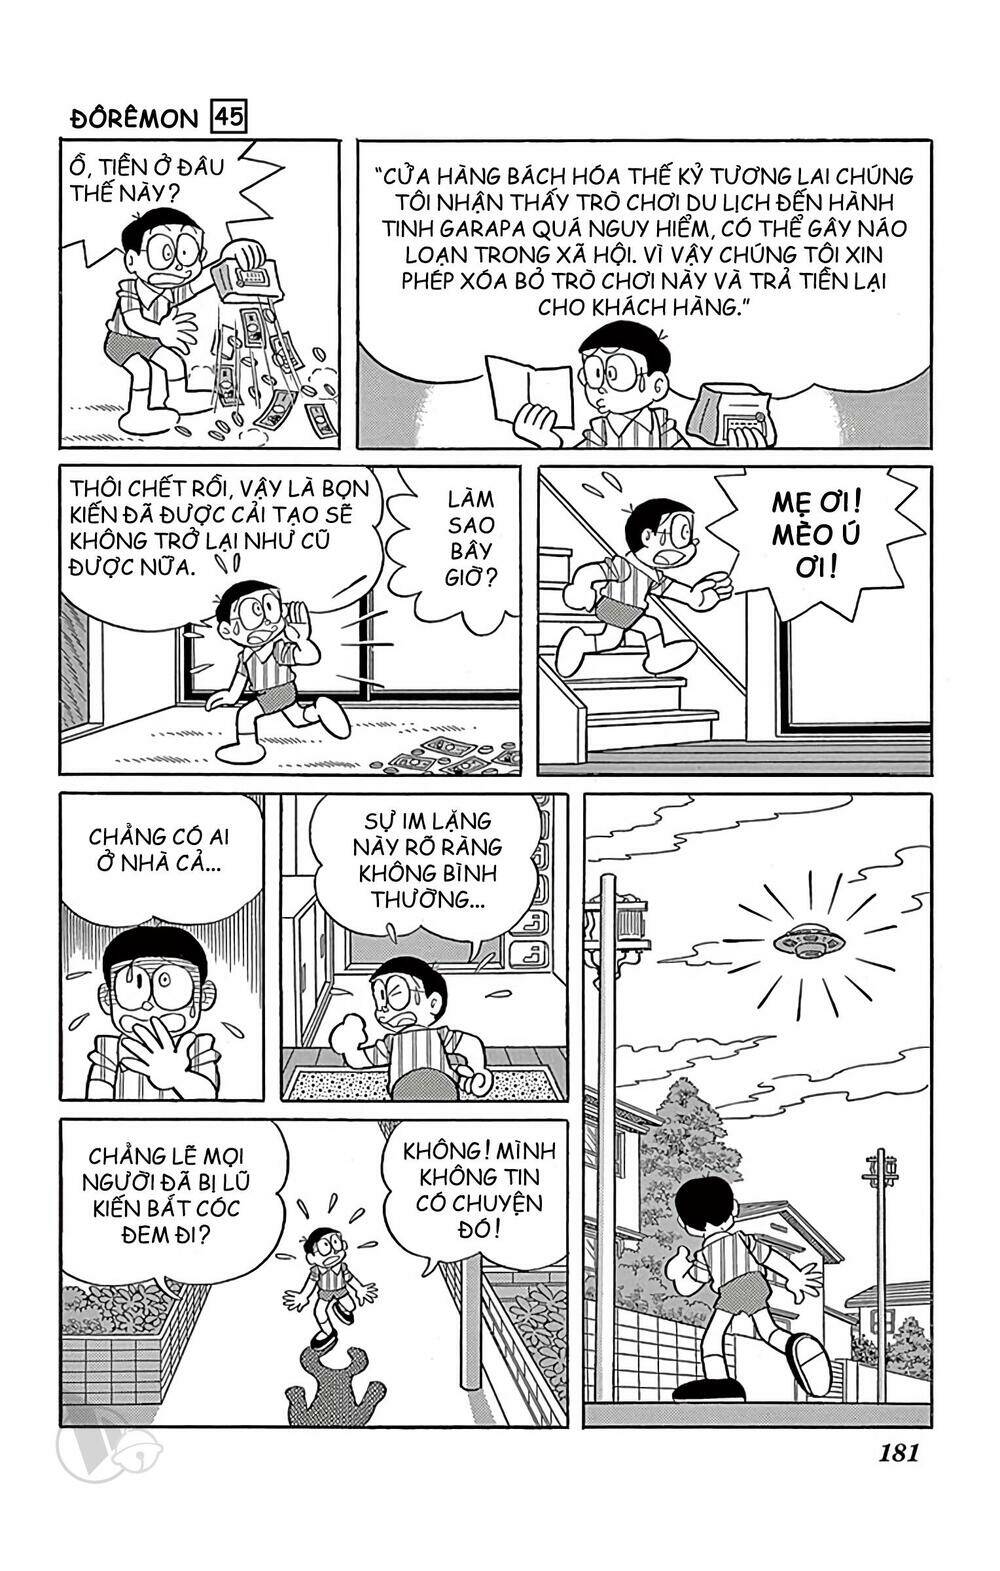 ĐÔRÊMON 45
Ồ, TIỀN Ở ĐÂU
THẾ NÀY?
"CỬA HÀNG BÁCH HÓA THẾ KỶ TƯƠNG LAI CHÚNG
TÔI NHẬN THẤY TRÒ CHƠI DU LỊCH ĐẾN HÀNH
TINH GARAPA QUÁ NGUY HIỂM, CÓ THỂ GÂY NÁO
LOẠN TRONG XÃ HỘI. VÌ VẬY CHÚNG TÔI XIN
PHÉP XÓA BỎ TRÒ CHƠI NÀY VÀ TRẢ TIỀN LẠI
CHO KHÁCH HÀNG."
THÔI CHẾT RỒI, VẬY LÀ BỌN
KIẾN ĐÃ ĐƯỢC CẢI TẠO SẼ
KHÔNG TRỞ LẠI NHƯ CŨ
ĐƯỢC NỮA.
LÀM
SAO
BÂY
GIỜ?
MẸ ƠI!
MÈO Ú
ƠI!
CHẲNG CÓ AI
Ở NHÀ CẢ...
SỰ IM LẶNG
NÀY RÕ RÀNG
KHÔNG BÌNH
THƯỜNG...
CHẲNG LẼ MỌI
NGƯỜI ĐÃ BỊ LŨ
KIẾN BẮT CÓC
ĐEM ĐI?
KHÔNG! MÌNH
KHÔNG TIN
CÓ CHUYỆN
ĐÓ!
181